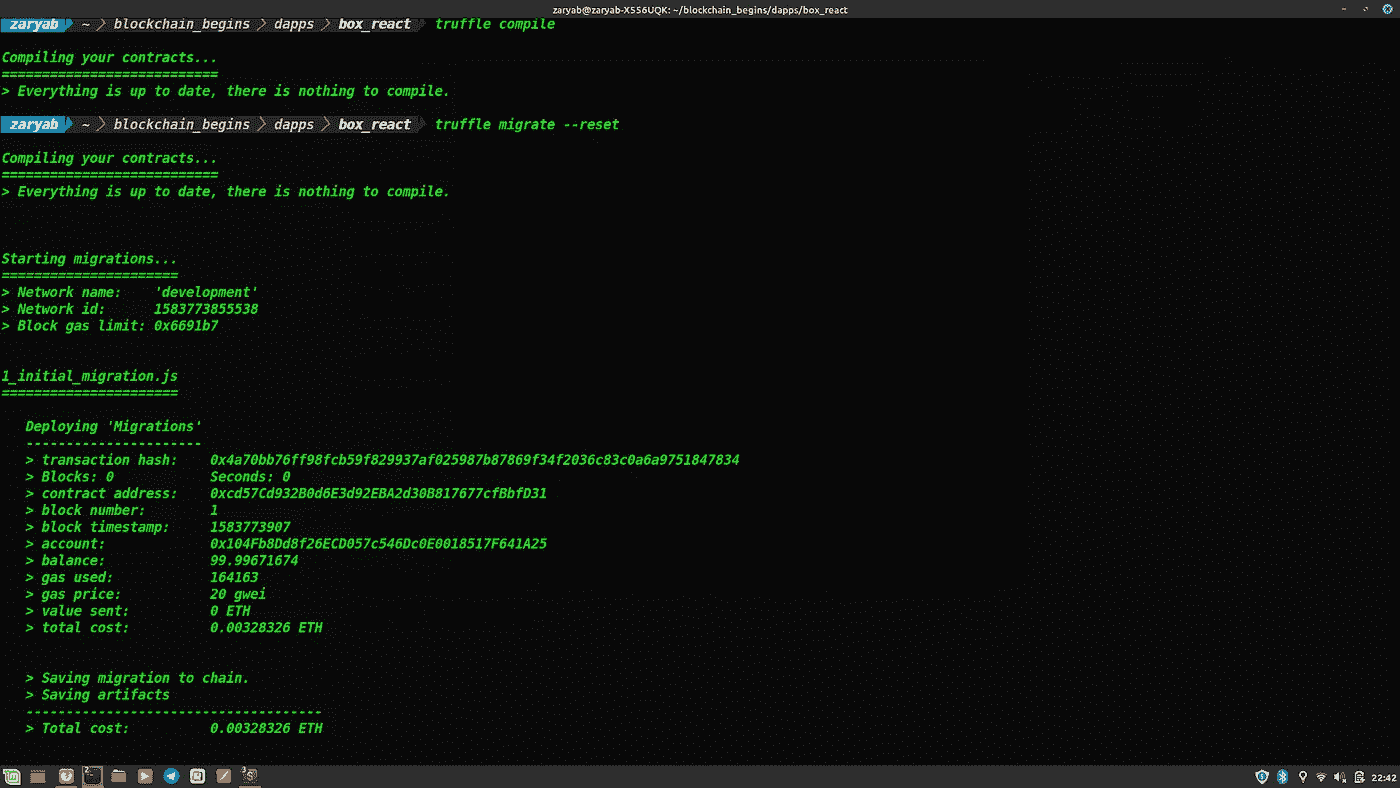 zaryab@zaryab-X556UQK: ~/blockchain_begins/dapps/box_react
zaryab ~ blockchain_begins dapps box_react truffle compile
Compiling your contracts...
===========================
> Everything is up to date, there is nothing to compile.
zaryab ~ blockchain_begins dapps box_react truffle migrate --reset
Compiling your contracts...
===========================
> Everything is up to date, there is nothing to compile.
Starting migrations...
======================
> Network name:    'development'
> Network id:      1583773855538
> Block gas limit: 0x6691b7
1_initial_migration.js
======================
Deploying 'Migrations'
----------------------
> transaction hash:    0x4a70bb76ff98fcb59f829937af025987b87869f34f2036c83c0a6a9751847834
> Blocks: 0            Seconds: 0
> contract address:    0xcd57Cd932B0d6E3d92EBA2d30B817677cfBbfD31
> block number:        1
> block timestamp:     1583773907
> account:             0x104Fb8Dd8f26ECD057c546Dc0E0018517F641A25
> balance:             99.99671674
> gas used:            164163
> gas price:           20 gwei
> value sent:          0 ETH
> total cost:          0.00328326 ETH
> Saving migration to chain.
> Saving artifacts
-------------------------------------
> Total cost:          0.00328326 ETH
22:42